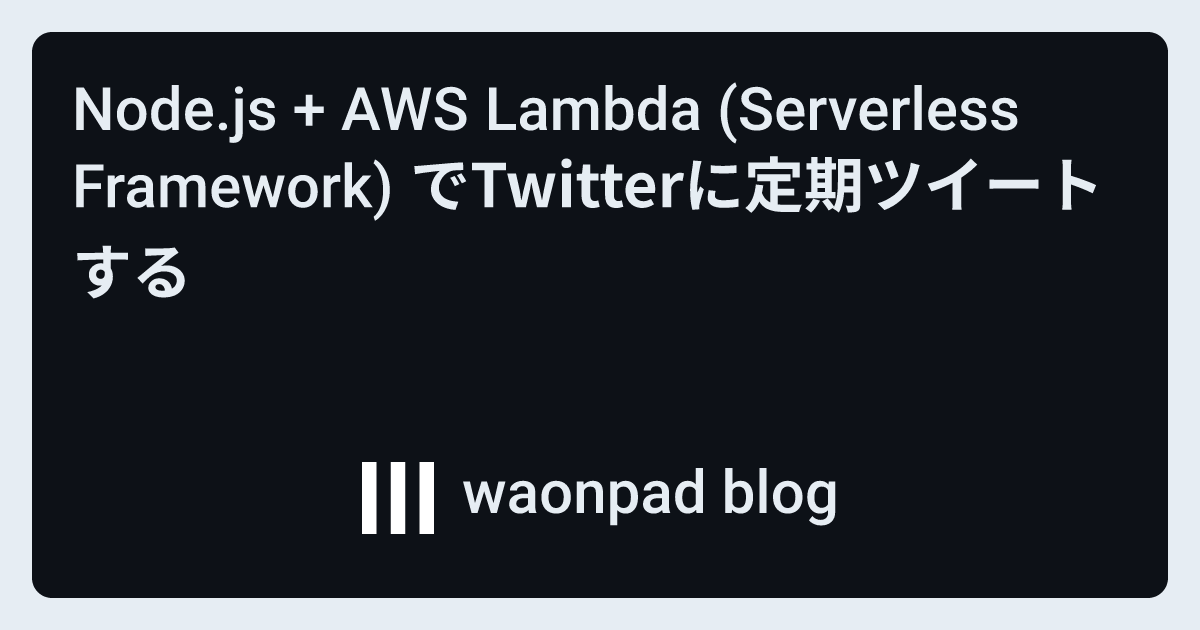 Node.js + AWS Lambda (Serverless
Framework) でTwitterに定期ツイート
する
waonpad blog